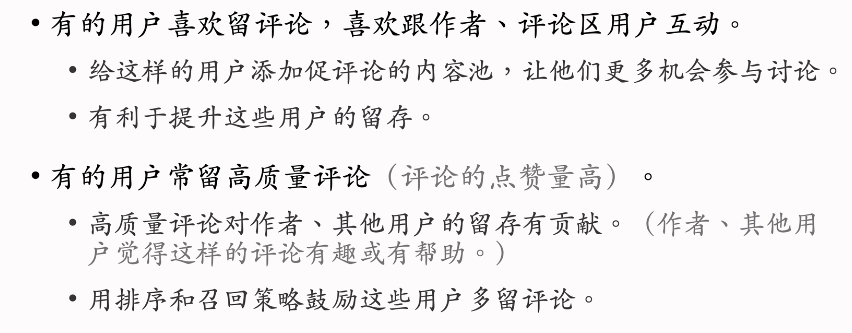 • 有的用户喜欢留评论，喜欢跟作者、评论区用户互动。
• 给这样的用户添加促评论的内容池，让他们更多机会参与讨论。
• 有利于提升这些用户的留存。
• 有的用户常留高质量评论（评论的点赞量高）。
• 高质量评论对作者、其他用户的留存有贡献。（作者、其他用
户觉得这样的评论有趣或有帮助。）
• 用排序和召回策略鼓励这些用户多留评论。